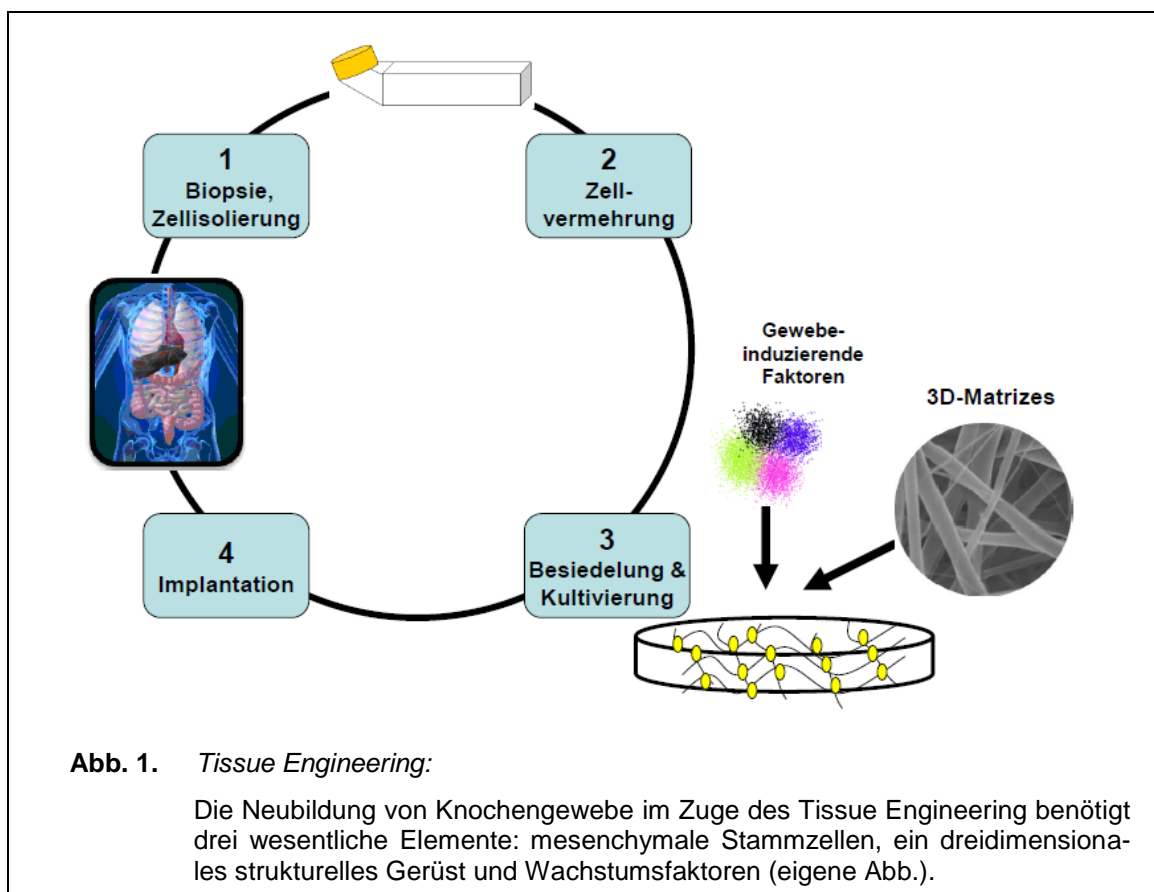 1
Biopsie,
Zellisolierung
2
Zell-
vermehrung
Gewebe-
induzierende
Faktoren
3D-Matrizes
3
Besiedelung &
Kultivierung
4
Implantation
Abb. 1. Tissue Engineering:
Die Neubildung von Knochengewebe im Zuge des Tissue Engineering benötigt
drei wesentliche Elemente: mesenchymale Stammzellen, ein dreidimensiona-
les strukturelles Gerüst und Wachstumsfaktoren (eigene Abb.).